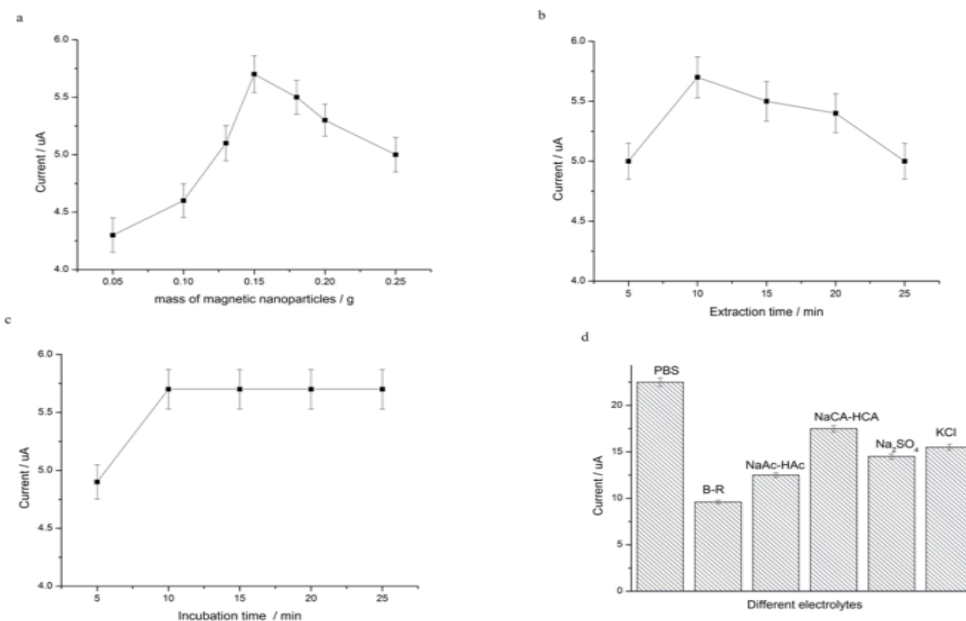 a
6.0
5.5
5.0
4.5
4.0
Current / uA
0.05 0.10 0.15 0.20 0.25
mass of magnetic nanoparticles / g
b
6.0
5.5
5.0
4.5
4.0
Current / uA
5 10 15 20 25
Extraction time / min
c
6.0
5.5
5.0
4.5
4.0
Current / uA
5 10 15 20 25
Incubation time / min
d
PBS
B-R
NaAc-HAc
NaCA-HCA
Na₂SO₄
KCl
20
15
10
5
0
Current / uA
Different electrolytes